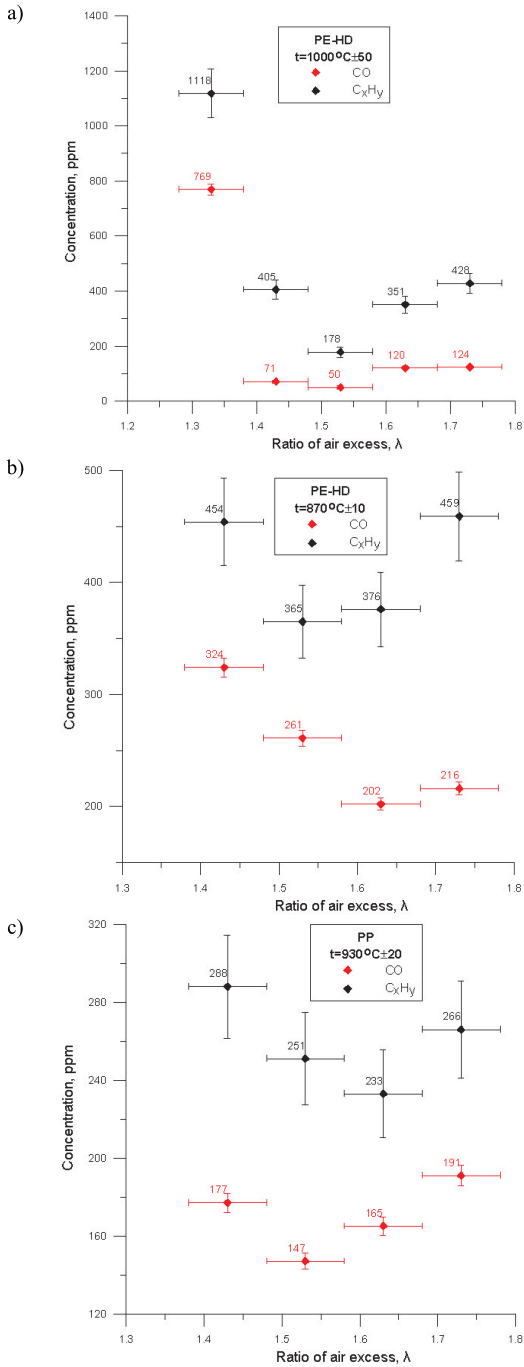 a)
PE-HD
t=1000°C±50
CO
CxHy
Concentration, ppm
1400
1200
1000
800
600
400
200
0
1118
769
405
71
178
50
351
120
428
124
1.2 1.3 1.4 1.5 1.6 1.7 1.8
Ratio of air excess, λ
b)
PE-HD
t=870°C±10
CO
CxHy
Concentration, ppm
500
400
300
200
454
324
365
261
376
202
459
216
1.3 1.4 1.5 1.6 1.7 1.8
Ratio of air excess, λ
c)
PP
t=930°C±20
CO
CxHy
Concentration, ppm
320
280
240
200
160
120
288
177
251
147
233
165
266
191
1.3 1.4 1.5 1.6 1.7 1.8
Ratio of air excess, λ